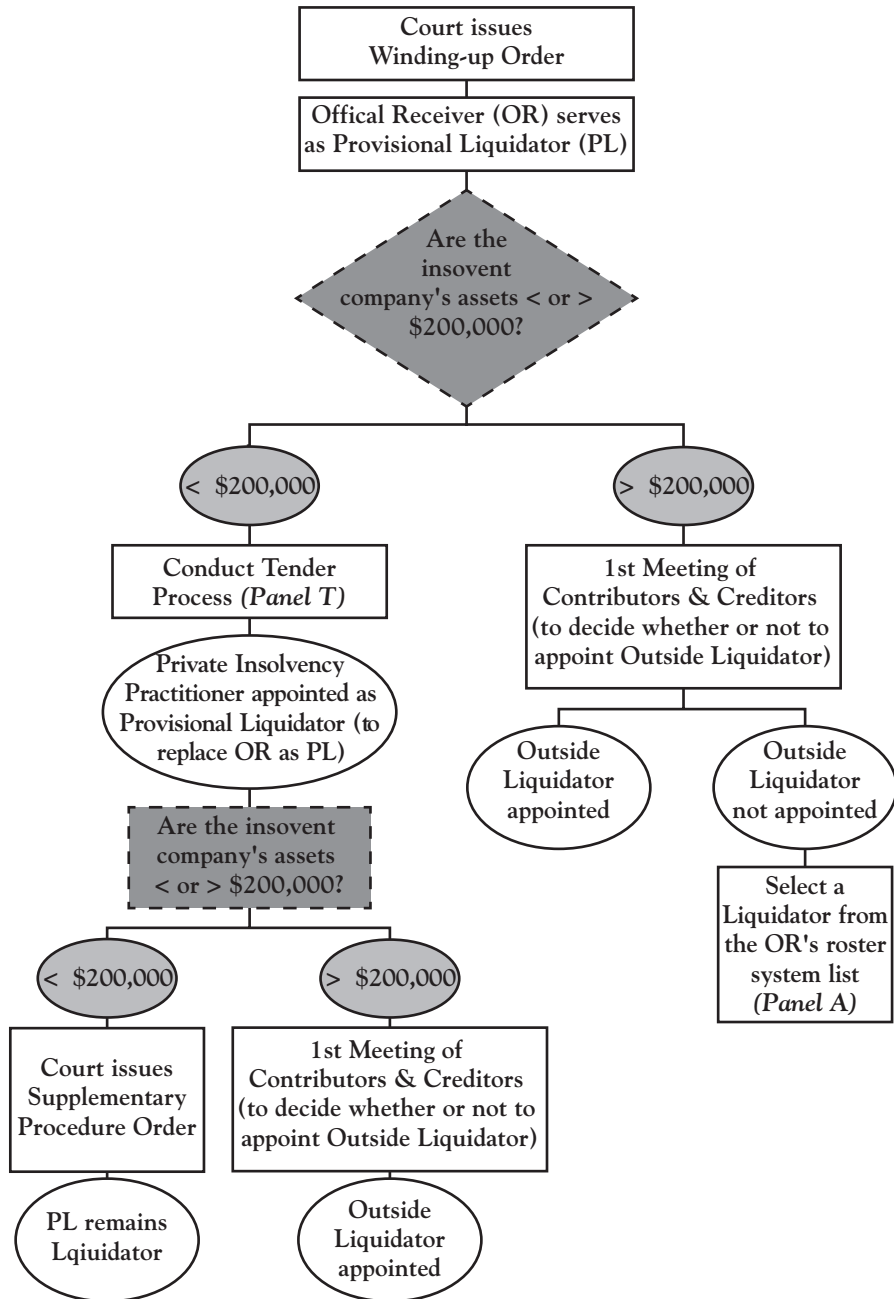 Court issues
Winding-up Order
Offical Receiver (OR) serves
as Provisional Liquidator (PL)
Are the
insovent
company's assets < or >
$200,000?
< $200,000
> $200,000
Conduct Tender
Process (Panel T)
Private Insolvency
Practitioner appointed as
Provisional Liquidator (to
replace OR as PL)
Are the insovent
company's assets
< or > $200,000?
< $200,000
> $200,000
Court issues
Supplementary
Procedure Order
PL remains
Lqiuidator
1st Meeting of
Contributors & Creditors
(to decide whether or not to
appoint Outside Liquidator)
Outside
Liquidator
appointed
1st Meeting of
Contributors & Creditors
(to decide whether or not to
appoint Outside Liquidator)
Outside
Liquidator
appointed
Outside
Liquidator
not appointed
Select a
Liquidator from
the OR's roster
system list
(Panel A)